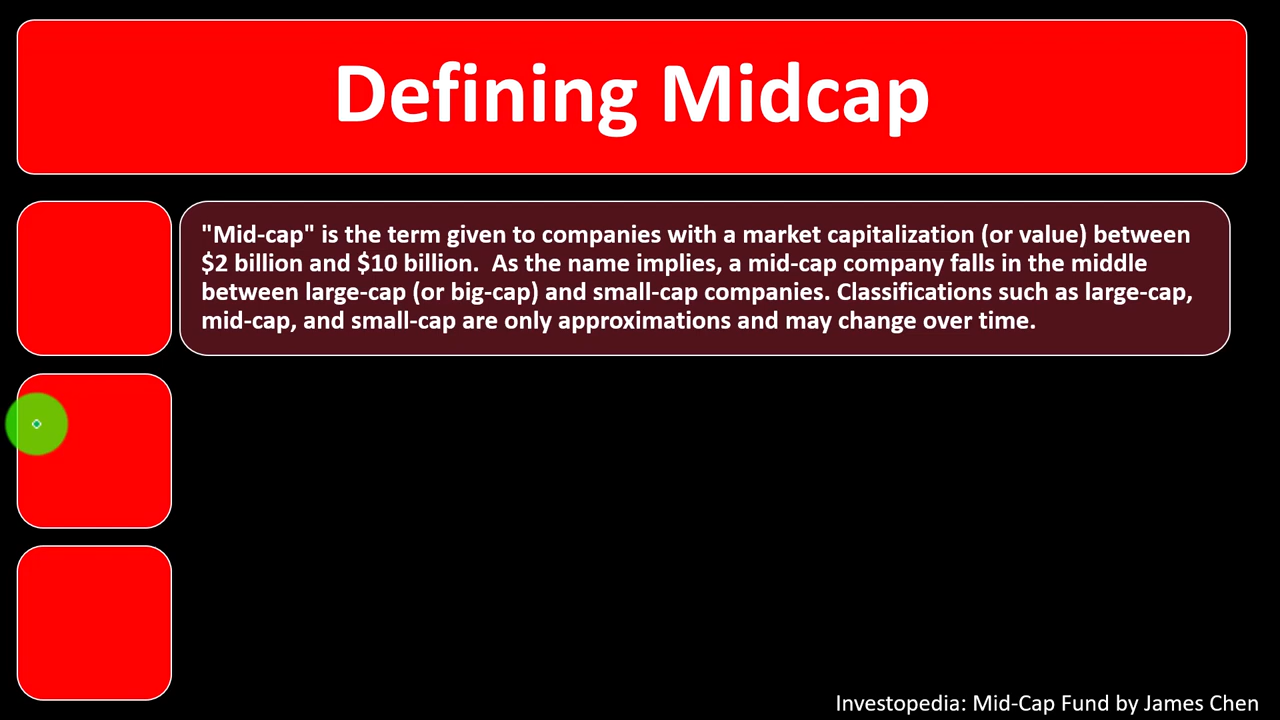 Defining Midcap
"Mid-cap" is the term given to companies with a market capitalization (or value) between
$2 billion and $10 billion.  As the name implies, a mid-cap company falls in the middle
between large-cap (or big-cap) and small-cap companies. Classifications such as large-cap,
mid-cap, and small-cap are only approximations and may change over time.
Investopedia: Mid-Cap Fund by James Chen